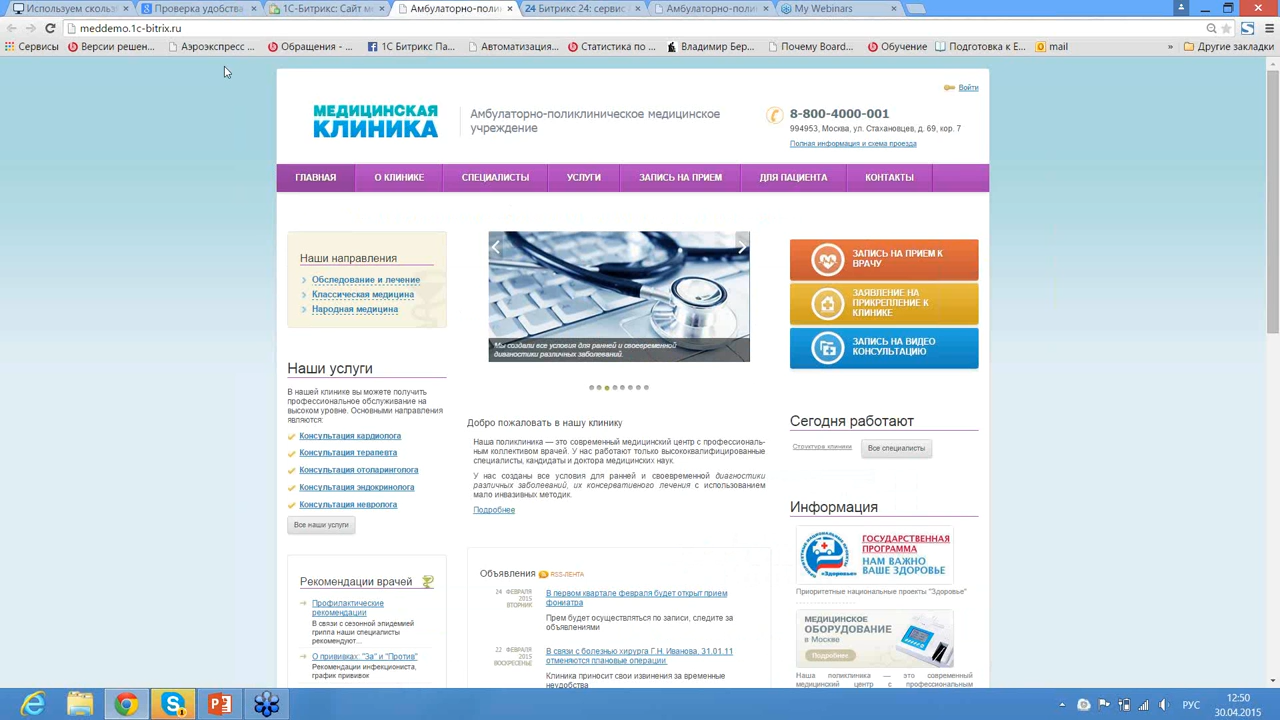 Использум сколь:
Проверка удобства
1С-Битрикс: Сайт м
Амбулаторно-поли
Битрикс 24: сервис
Амбулаторно-поли
My Webinars
meddemo.1c-bitrix.ru
Сервисы
Версии решен...
Аэроэкспресс ...
Обращения - ...
1С Битрикс Па...
Автоматизация...
Статистика по ...
Владимир Бер...
Почему Board...
Обучение
Подготовка к Е...
mail
»
Другие закладки
Войти
МЕДИЦИНСКАЯ
КЛИНИКА
Амбулаторно-поликлиническое медицинское
учреждение
8-800-4000-001
994953, Москва, ул. Стахановцев, д. 69, кор. 7
Полная информация и схема проезда
ГЛАВНАЯ
О КЛИНИКЕ
СПЕЦИАЛИСТЫ
УСЛУГИ
ЗАПИСЬ НА ПРИЕМ
ДЛЯ ПАЦИЕНТА
КОНТАКТЫ
Наши направления
Обследование и лечение
Классическая медицина
Народная медицина
Наши услуги
В нашей клинике вы можете получить
профессиональное обслуживание на
высоком уровне. Основными направления
являются:
Консультация кардиолога
Консультация терапевта
Консультация отоларинголога
Консультация эндокринолога
Консультация невролога
Все наши услуги
Рекомендации врачей
Профилактические
рекомендации
В связи с сезонной эпидемией
гриппа наши специалисты
рекомендуют...
О прививках: "За" и "Против"
Рекомендации инфекциониста,
график прививок
Мы создали все условия для ранней и своевременной
диагностики различных заболеваний.
Добро пожаловать в нашу клинику
Наша поликлиника — это современный медицинский центр с профессиональ-
ным коллективом врачей. У нас работают только высококвалифицированные
специалисты, кандидаты и доктора медицинских наук.
У нас созданы все условия для ранней и своевременной диагностики
различных заболеваний, их консервативного лечения с использованием
мало инвазивных методик.
Подробнее
Объявления
RSS-ЛЕНТА
24 ФЕВРАЛЯ
2015
ВТОРНИК
В первом квартале февраля будет открыт прием
фониатра
Прем будет осуществляться по записи, следите за
объявлениями
22 ФЕВРАЛЯ
2015
ВОСКРЕСЕНЬЕ
В связи с болезнью хирурга Г.Н. Иванова, 31.01.11
отменяются плановые операции.
Клиника приносит свои извинения за временные
неудобства
ЗАПИСЬ НА ПРИЕМ К
ВРАЧУ
ЗАЯВЛЕНИЕ НА
ПРИКРЕПЛЕНИЕ К
КЛИНИКЕ
ЗАПИСЬ НА ВИДЕО
КОНСУЛЬТАЦИЮ
Сегодня работают
Структура клиники
Все специалисты
Информация
«Здоровье»
ГОСУДАРСТВЕННАЯ
ПРОГРАММА
НАМ ВАЖНО
ВАШЕ ЗДОРОВЬЕ
Приоритетные национальные проекты "Здоровье"
МЕДИЦИНСКОЕ
ОБОРУДОВАНИЕ
в Москве
Подробнее
Наша поликлиника — это современный
медицинский центр с профессиональным
РУС
12:50
30.04.2015